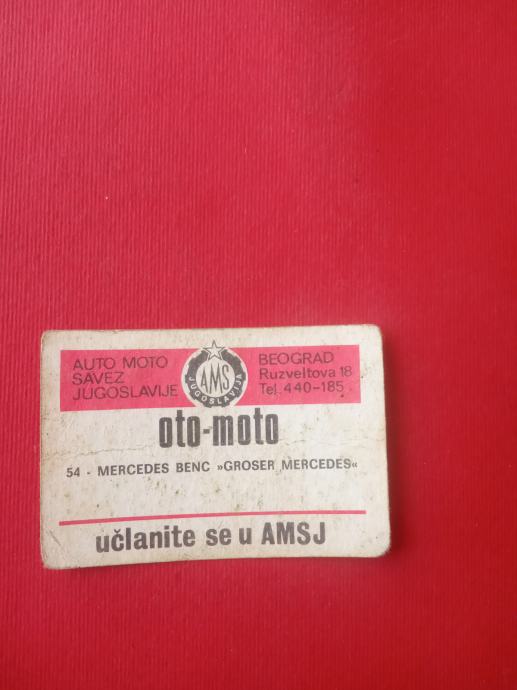 AUTO MOTO
SAVEZ
JUGOSLAVIJE
AMS
JUGOSLAVIJA
BEOGRAD
Ruzveltova 18
Tel. 440-185
oto-moto
54 - MERCEDES BENC »GROSER MERCEDES«
učlanite se u AMSJ